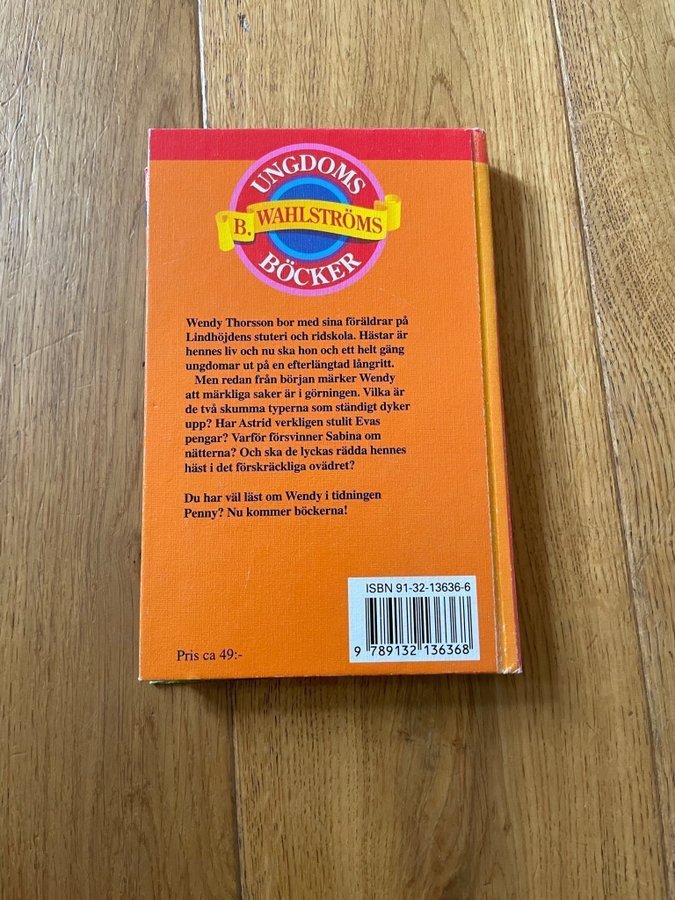 UNGDOMS
B. WAHLSTRÖMS
BÖCKER
Wendy Thorsson bor med sina föräldrar på
Lindhöjdens stuteri och ridskola. Hästar är
hennes liv och nu ska hon och ett helt gäng
ungdomar ut på en efterlängtad långritt.
Men redan från början märker Wendy
att märkliga saker är i görningen. Vilka är
de två skumma typerna som ständigt dyker
upp? Har Astrid verkligen stulit Evas
pengar? Varför försvinner Sabina om
nätterna? Och ska de lyckas rädda hennes
häst i det förskräckliga ovädret?
Du har väl läst om Wendy i tidningen
Penny? Nu kommer böckerna!
ISBN 91-32-13636-6
9 789132 136368
Pris ca 49:-